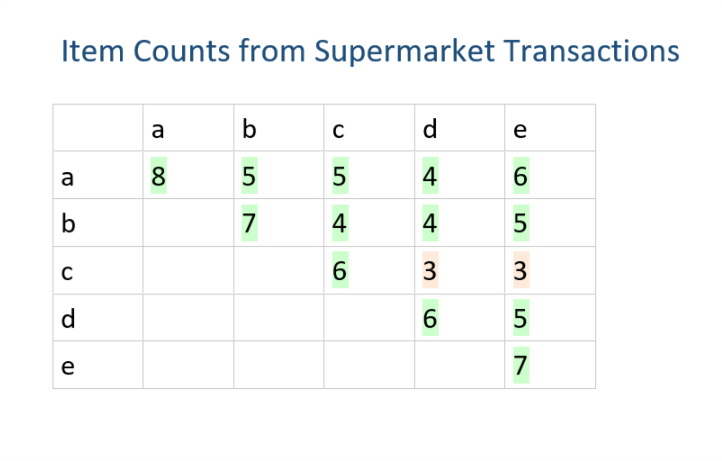 Item Counts from Supermarket Transactions
a b c d e
a 8 5 5 4 6
b 7 4 4 5
c 6 3 3
d 6 5
e 7